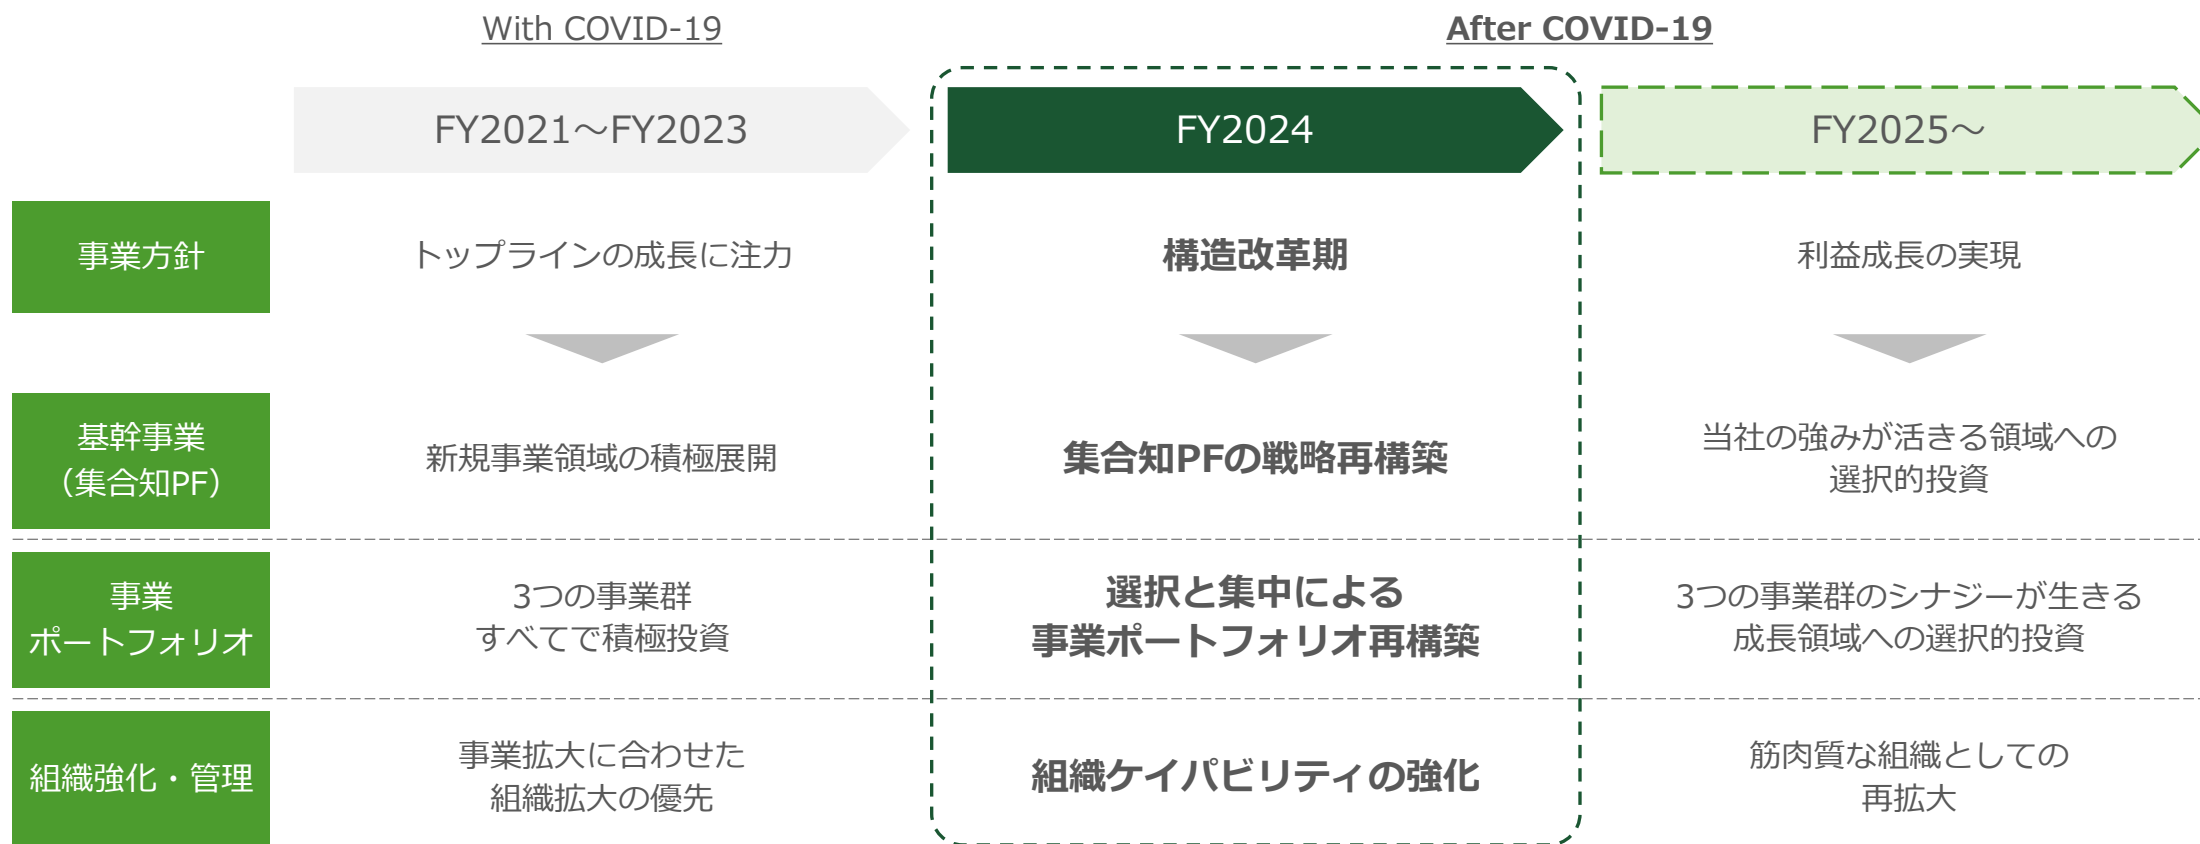 With COVID-19
After COVID-19
FY2021～FY2023
FY2024
FY2025～
事業方針
トップラインの成長に注力
構造改革期
利益成長の実現
基幹事業
（集合知PF）
新規事業領域の積極展開
集合知PFの戦略再構築
当社の強みが活きる領域への
選択的投資
事業
ポートフォリオ
3つの事業群
すべてで積極投資
選択と集中による
事業ポートフォリオ再構築
3つの事業群のシナジーが生きる
成長領域への選択的投資
組織強化・管理
事業拡大に合わせた
組織拡大の優先
組織ケイパビリティの強化
筋肉質な組織としての
再拡大